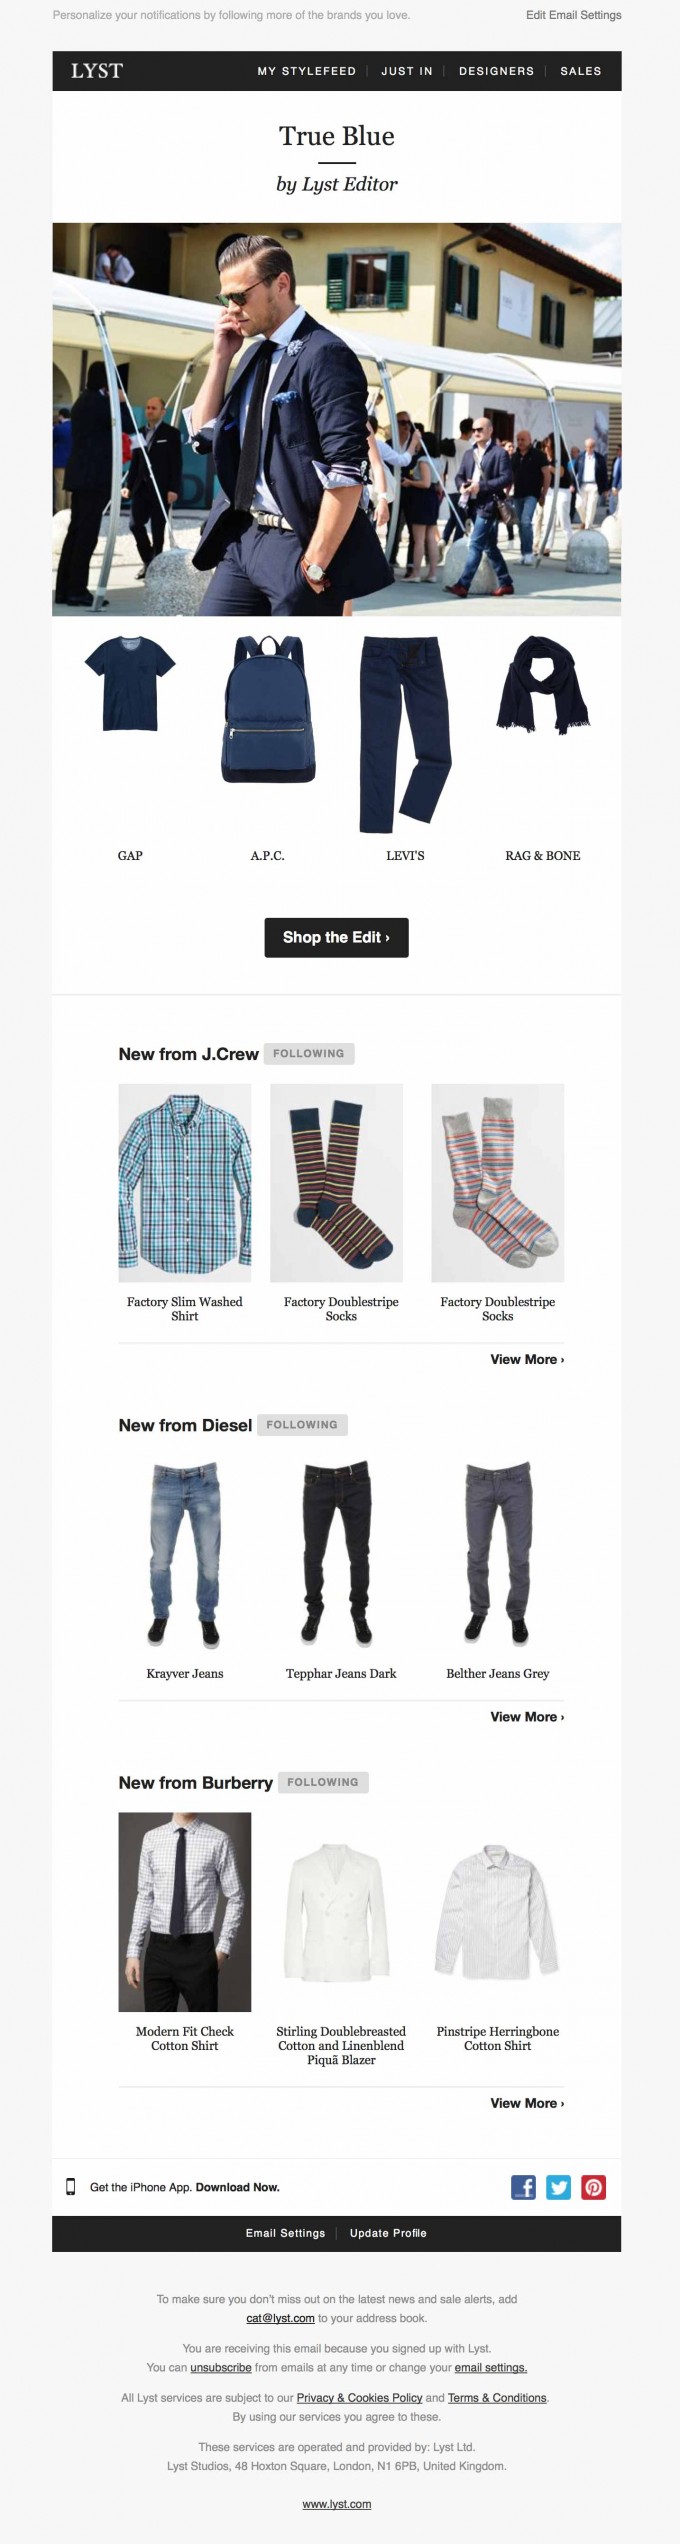 Personalize your notifications by following more of the brands you love.
Edit Email Settings
LYST
MY STYLEFEED
JUST IN
DESIGNERS
SALES
True Blue
by Lyst Editor
GAP
A.P.C.
LEVI'S
RAG & BONE
Shop the Edit ›
New from J.Crew FOLLOWING
Factory Slim Washed
Shirt
Factory Doublestripe
Socks
Factory Doublestripe
Socks
View More ›
New from Diesel FOLLOWING
Krayver Jeans
Tepphar Jeans Dark
Belther Jeans Grey
View More ›
New from Burberry FOLLOWING
Modern Fit Check
Cotton Shirt
Stirling Doublebreasted
Cotton and Linenblend
Piquã Blazer
Pinstripe Herringbone
Cotton Shirt
View More ›
Get the iPhone App. Download Now.
Email Settings
Update Profile
To make sure you don't miss out on the latest news and sale alerts, add
cat@lyst.com to your address book.
You are receiving this email because you signed up with Lyst.
You can unsubscribe from emails at any time or change your email settings.
All Lyst services are subject to our Privacy & Cookies Policy and Terms & Conditions.
By using our services you agree to these.
These services are operated and provided by: Lyst Ltd.
Lyst Studios, 48 Hoxton Square, London, N1 6PB, United Kingdom.
www.lyst.com